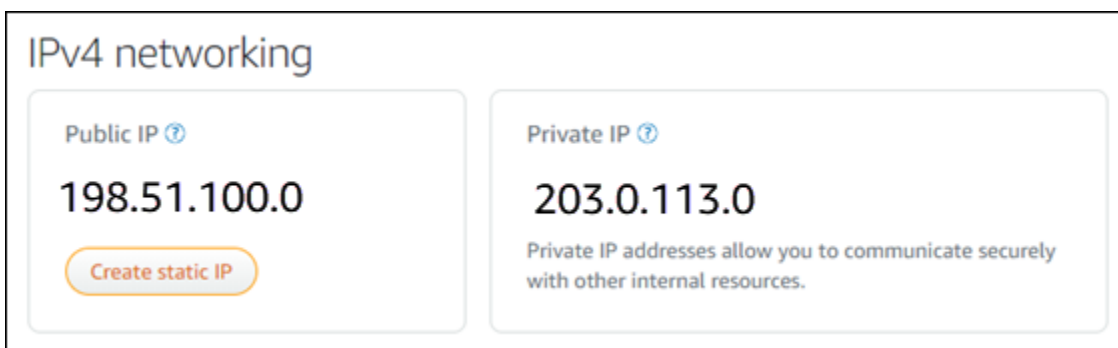 IPv4 networking
Public IP ?
198.51.100.0
Create static IP
Private IP ?
203.0.113.0
Private IP addresses allow you to communicate securely
with other internal resources.